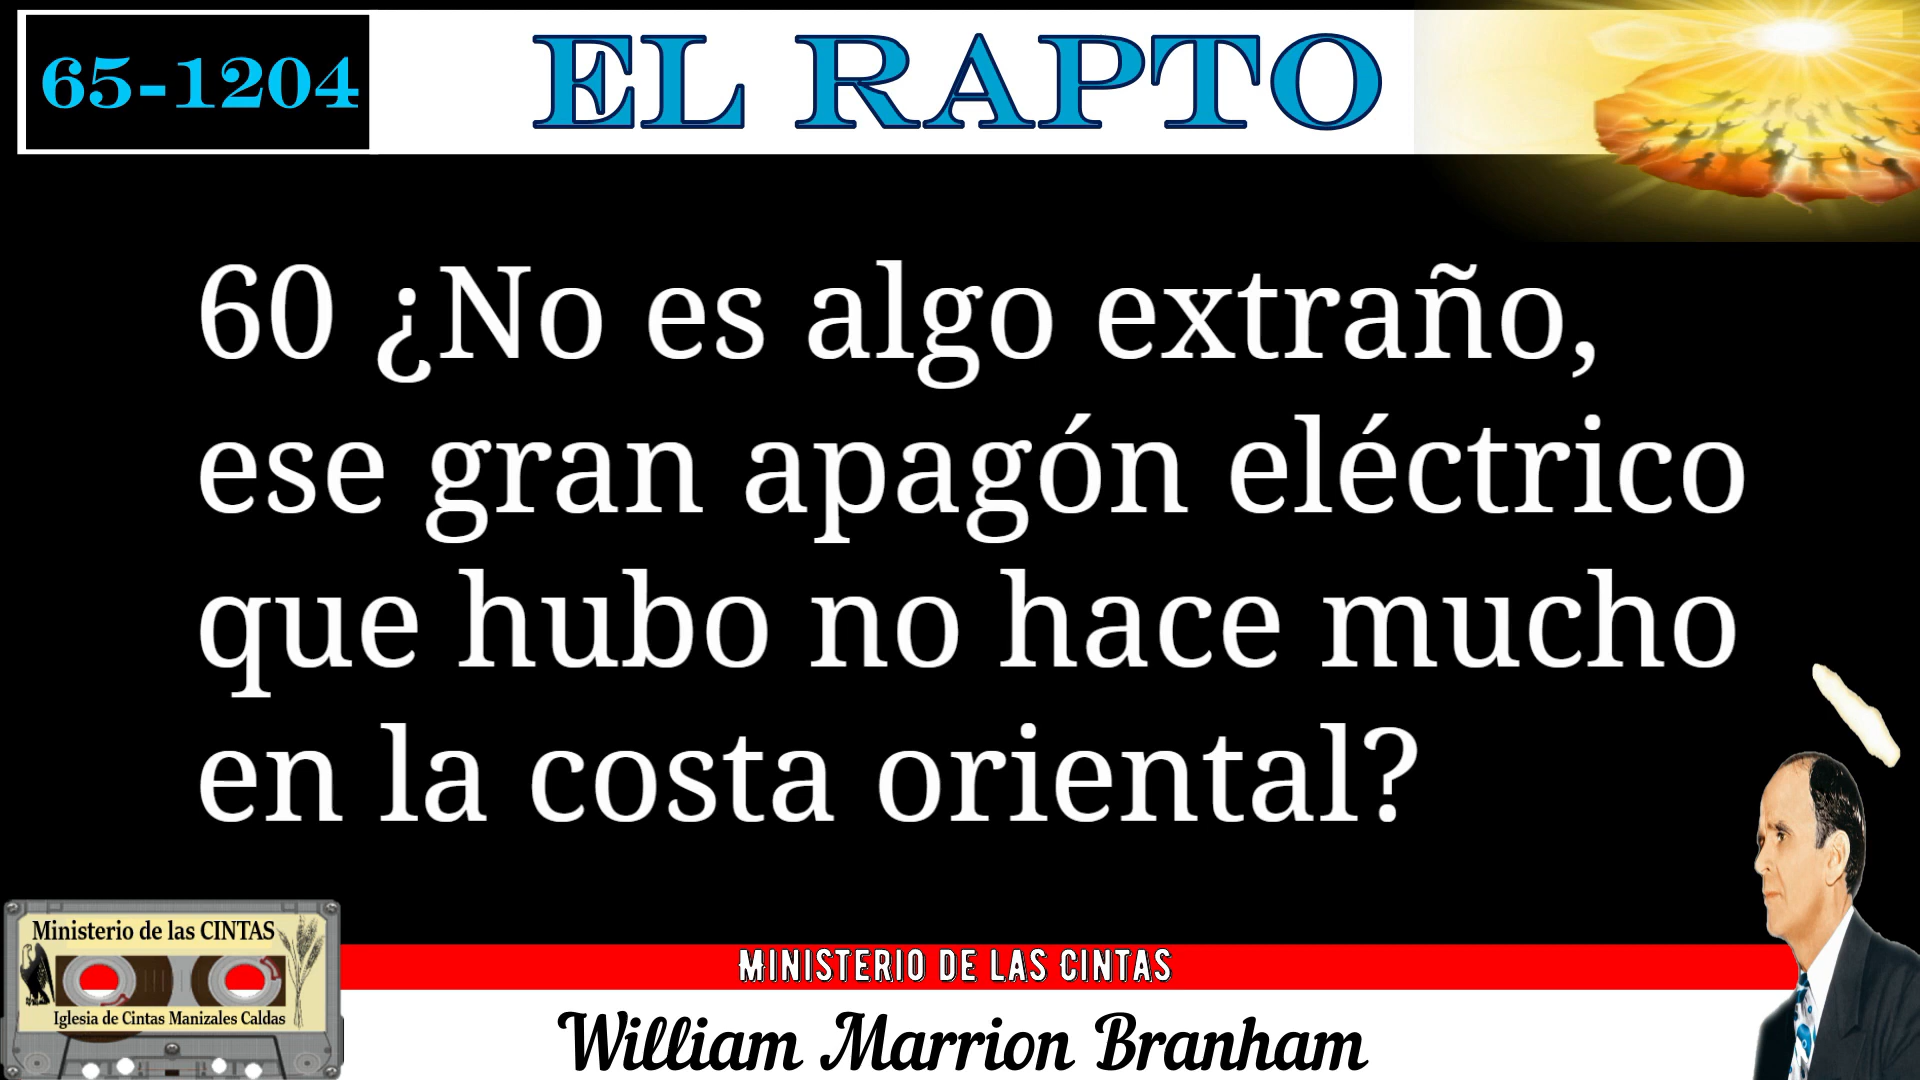 65-1204
EL RAPTO
60 ¿No es algo extraño,
ese gran apagón eléctrico
que hubo no hace mucho
en la costa oriental?
Ministerio de las CINTAS
Iglesia de Cintas Manizales Caldas
MINISTERIO DE LAS CINTAS
William Marrion Branham